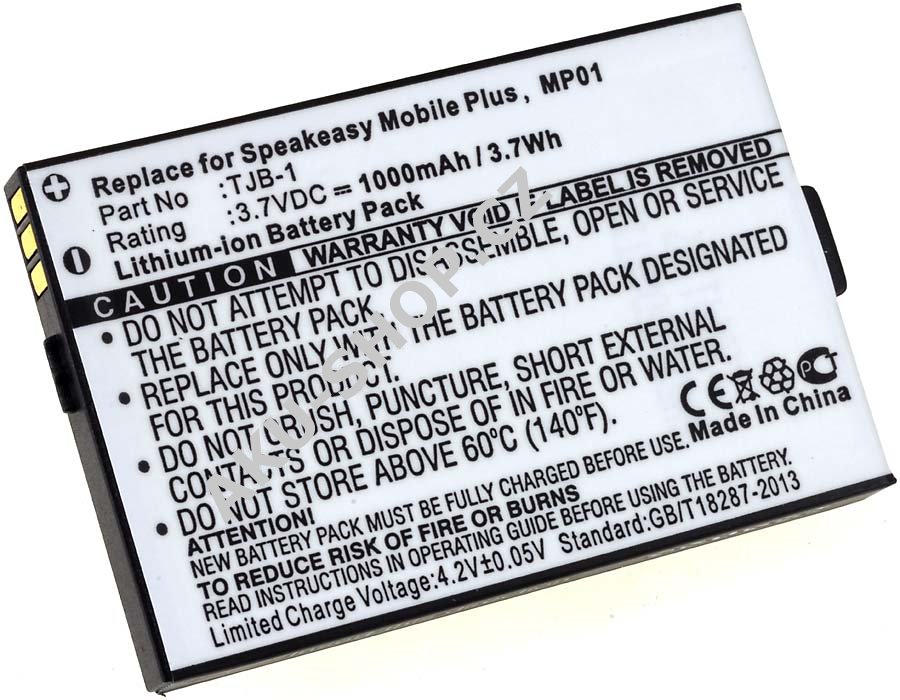 Replace for Speakeasy Mobile Plus, MP01
Part No :TJB-1
Rating :3.7VDC ⎓ 1000mAh / 3.7Wh
Lithium-ion Battery Pack
CAUTION WARRANTY VOID IF LABEL IS REMOVED
• DO NOT ATTEMPT TO DISASSEMBLE, OPEN OR SERVICE
THE BATTERY PACK.
• REPLACE ONLY WITH THE BATTERY PACK DESIGNATED
FOR THIS PRODUCT.
• DO NOT CRUSH, PUNCTURE, SHORT EXTERNAL
CONTACTS OR DISPOSE OF IN FIRE OR WATER.
• DO NOT STORE ABOVE 60°C (140°F).
CE
PC
Made in China
ATTENTION!
NEW BATTERY PACK MUST BE FULLY CHARGED BEFORE USE
TO REDUCE RISK OF FIRE OR BURNS
READ INSTRUCTIONS OPERATING GUIDE BEFORE USING BATTERY.
Limited Charge Voltage:4.2V±0.05V Standard:GB/T18287-2013
AKU-SHOP.CZ